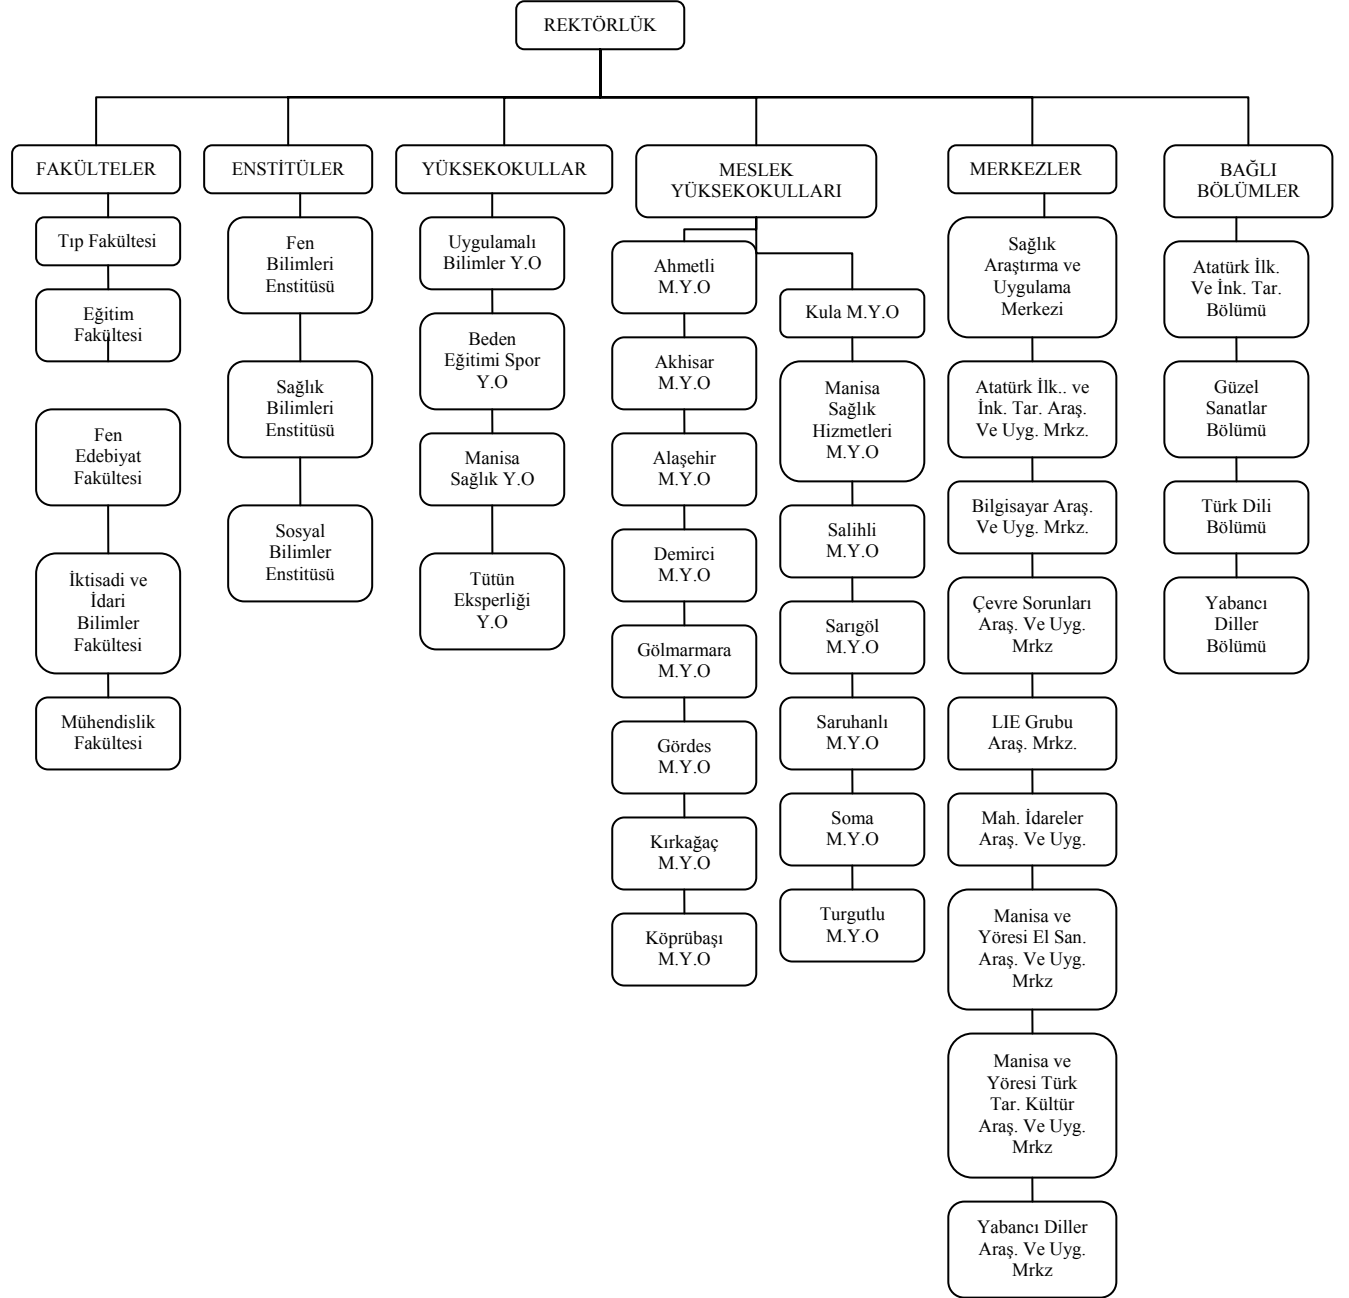 REKTÖRLÜK
FAKÜLTELER
Tıp Fakültesi
Eğitim
Fakültesi
Fen
Edebiyat
Fakültesi
İktisadi ve
İdari
Bilimler
Fakültesi
Mühendislik
Fakültesi
ENSTİTÜLER
Fen
Bilimleri
Enstitüsü
Sağlık
Bilimleri
Enstitüsü
Sosyal
Bilimler
Enstitüsü
YÜKSEKOKULLAR
Uygulamalı
Bilimler Y.O
Beden
Eğitimi Spor
Y.O
Manisa
Sağlık Y.O
Tütün
Eksperliği
Y.O
MESLEK
YÜKSEKOKULLARI
Ahmetli
M.Y.O
Akhisar
M.Y.O
Alaşehir
M.Y.O
Demirci
M.Y.O
Gölmarmara
M.Y.O
Gördes
M.Y.O
Kırkağaç
M.Y.O
Köprübaşı
M.Y.O
Kula M.Y.O
Manisa
Sağlık
Hizmetleri
M.Y.O
Salihli
M.Y.O
Sarıgöl
M.Y.O
Saruhanlı
M.Y.O
Soma
M.Y.O
Turgutlu
M.Y.O
MERKEZLER
Sağlık
Araştırma ve
Uygulama
Merkezi
Atatürk İlk.. ve
İnk. Tar. Araş.
Ve Uyg. Mrkz.
Bilgisayar Araş.
Ve Uyg. Mrkz.
Çevre Sorunları
Araş. Ve Uyg.
Mrkz
LIE Grubu
Araş. Mrkz.
Mah. İdareler
Araş. Ve Uyg.
Manisa ve
Yöresi El San.
Araş. Ve Uyg.
Mrkz
Manisa ve
Yöresi Türk
Tar. Kültür
Araş. Ve Uyg.
Mrkz
Yabancı Diller
Araş. Ve Uyg.
Mrkz
BAĞLI
BÖLÜMLER
Atatürk İlk.
Ve İnk. Tar.
Bölümü
Güzel
Sanatlar
Bölümü
Türk Dili
Bölümü
Yabancı
Diller
Bölümü